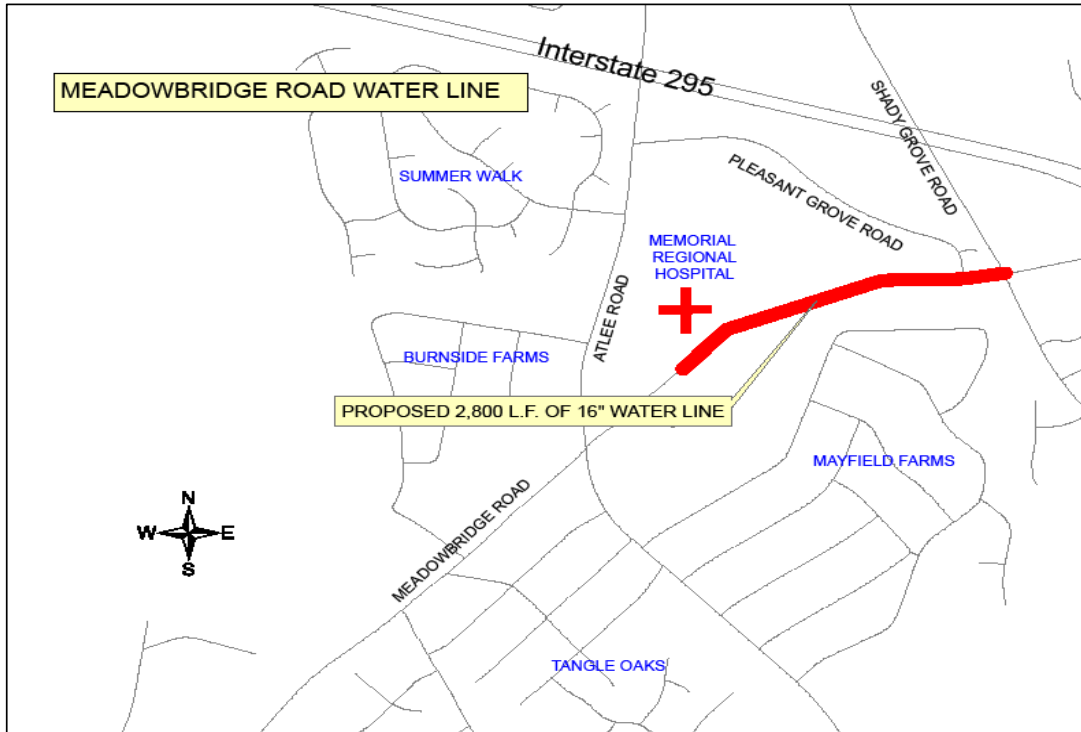 Interstate 295
MEADOWBRIDGE ROAD WATER LINE
SHADY GROVE ROAD
SUMMER WALK
PLEASANT GROVE ROAD
MEMORIAL
REGIONAL
HOSPITAL
ATLEE ROAD
BURNSIDE FARMS
PROPOSED 2,800 L.F. OF 16" WATER LINE
MAYFIELD FARMS
MEADOWBRIDGE ROAD
N
W E
S
TANGLE OAKS